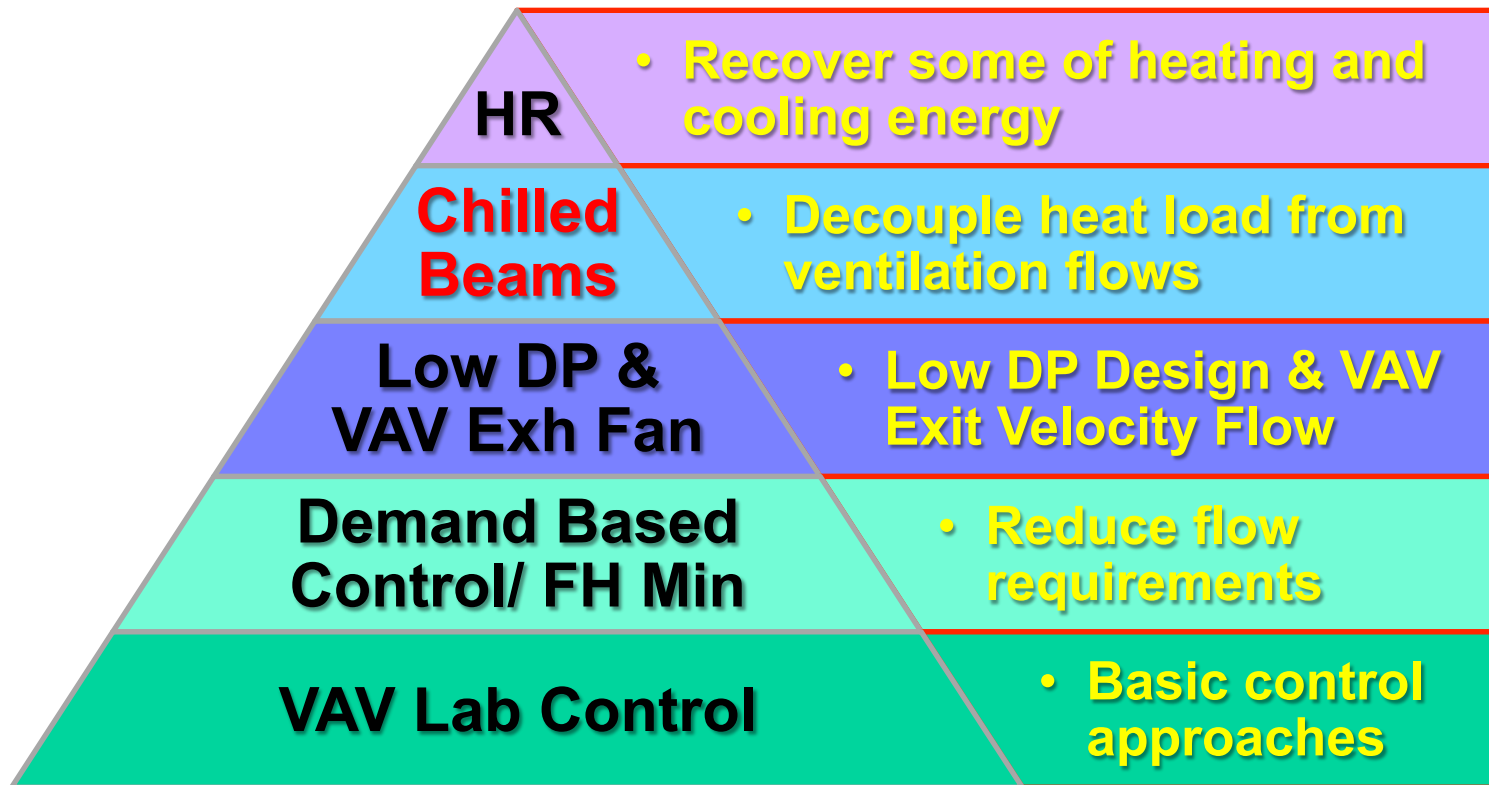 HR
• Recover some of heating and
cooling energy
Chilled
Beams
• Decouple heat load from
ventilation flows
Low DP &
VAV Exh Fan
• Low DP Design & VAV
Exit Velocity Flow
Demand Based
Control/ FH Min
• Reduce flow
requirements
VAV Lab Control
• Basic control
approaches